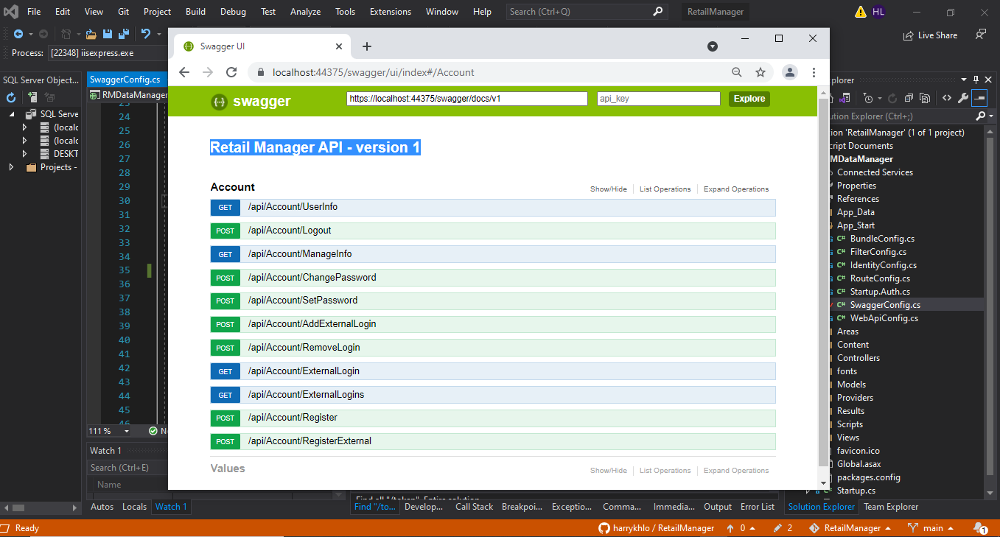 File Edit View Git Project Build Debug Test Analyze Tools Extensions Window Help Search (Ctrl+Q) RetailManager HL
Live Share
Process: [22348] iisexpress.exe
Swagger UI
localhost:44375/swagger/ui/index#/Account
swagger https://localhost:44375/swagger/docs/v1 api_key Explore
Retail Manager API - version 1
Account Show/Hide List Operations Expand Operations
GET /api/Account/UserInfo
POST /api/Account/Logout
GET /api/Account/ManageInfo
POST /api/Account/ChangePassword
POST /api/Account/SetPassword
POST /api/Account/AddExternalLogin
POST /api/Account/RemoveLogin
GET /api/Account/ExternalLogin
GET /api/Account/ExternalLogins
POST /api/Account/Register
POST /api/Account/RegisterExternal
Values Show/Hide List Operations Expand Operations
SQL Server Object...
SQL Serve
(localc
(localc
DESKT
Projects -
SwaggerConfig.cs
RMDataManager
24
25
26
27
28
29
30
31
32
33
34
35
36
37
38
39
40
41
42
43
44
45
46
111 %
Watch 1
Search (Ctrl+E)
Name
Autos Locals Watch 1
plorer
ution Explorer (Ctrl+;)
ion 'RetailManager' (1 of 1 project)
cript Documents
MDataManager
Connected Services
Properties
References
App_Data
App_Start
C# BundleConfig.cs
C# FilterConfig.cs
C# IdentityConfig.cs
C# RouteConfig.cs
C# Startup.Auth.cs
C# SwaggerConfig.cs
C# WebApiConfig.cs
Areas
Content
Controllers
fonts
Models
Providers
Results
Scripts
Views
favicon.ico
Global.asax
packages.config
C# Startup.cs
Find all "/token", Entire solution
Find "/to... Develop... Call Stack Breakpoi... Exceptio... Comma... Immedia... Output Error List Solution Explorer Team Explorer
Ready harrykhlo / RetailManager 0 2 RetailManager main 1